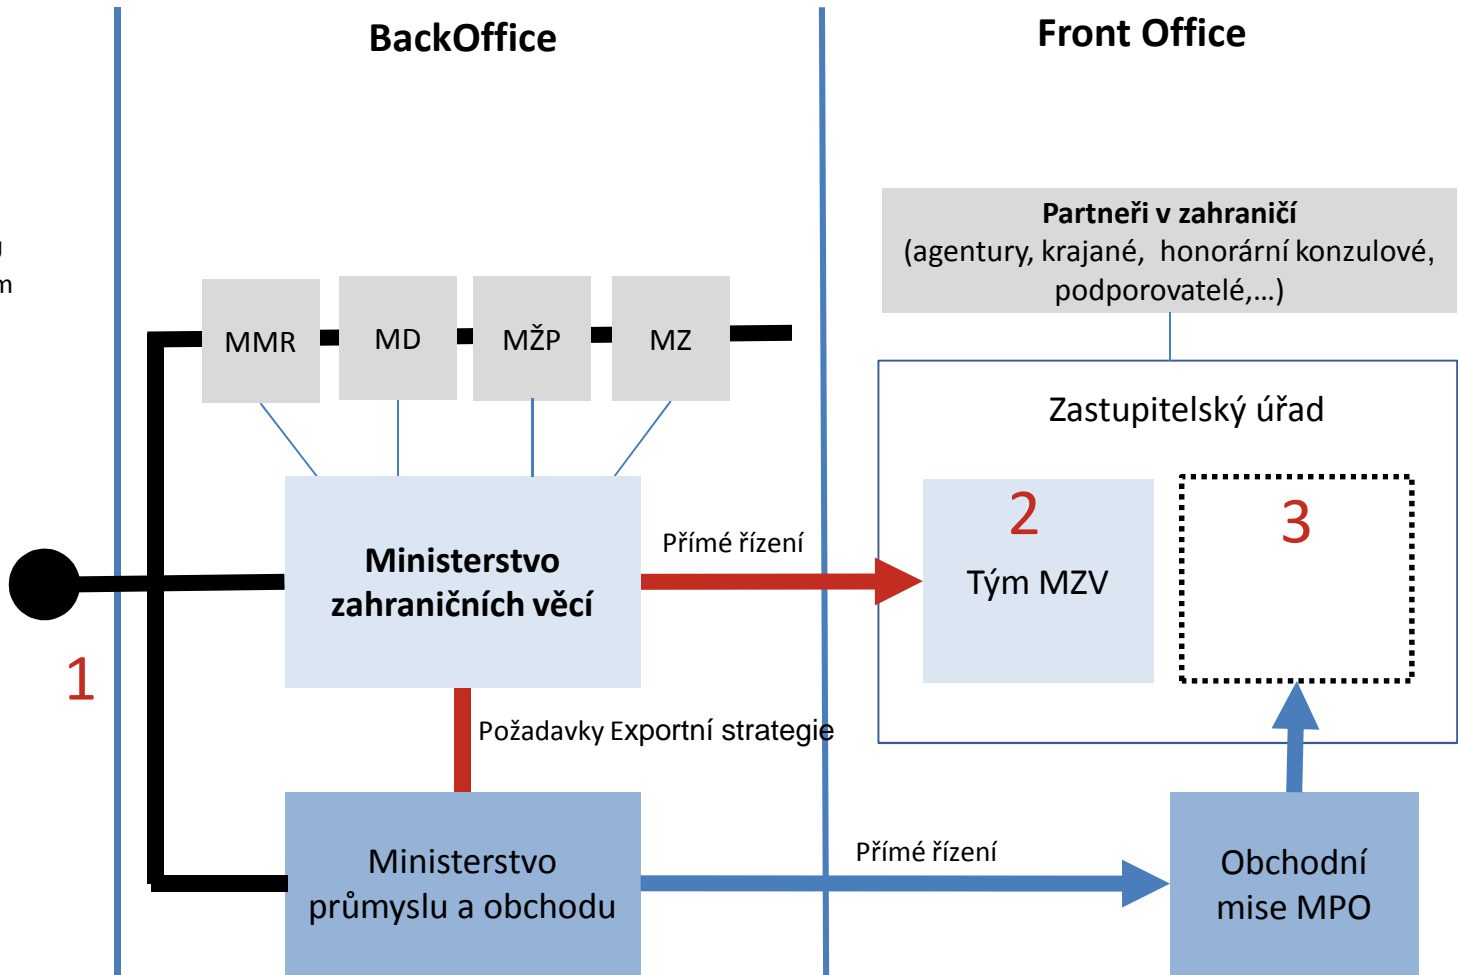 BackOffice
Front Office
Partneři v zahraničí
(agentury, krajané, honorární konzulové,
podporovatelé,...)
MMR
MD
MŽP
MZ
Zastupitelský úřad
Ministerstvo
zahraničních věcí
Přímé řízení
2
Tým MZV
3
1
Požadavky Exportní strategie
Ministerstvo
průmyslu a obchodu
Přímé řízení
Obchodní
mise MPO